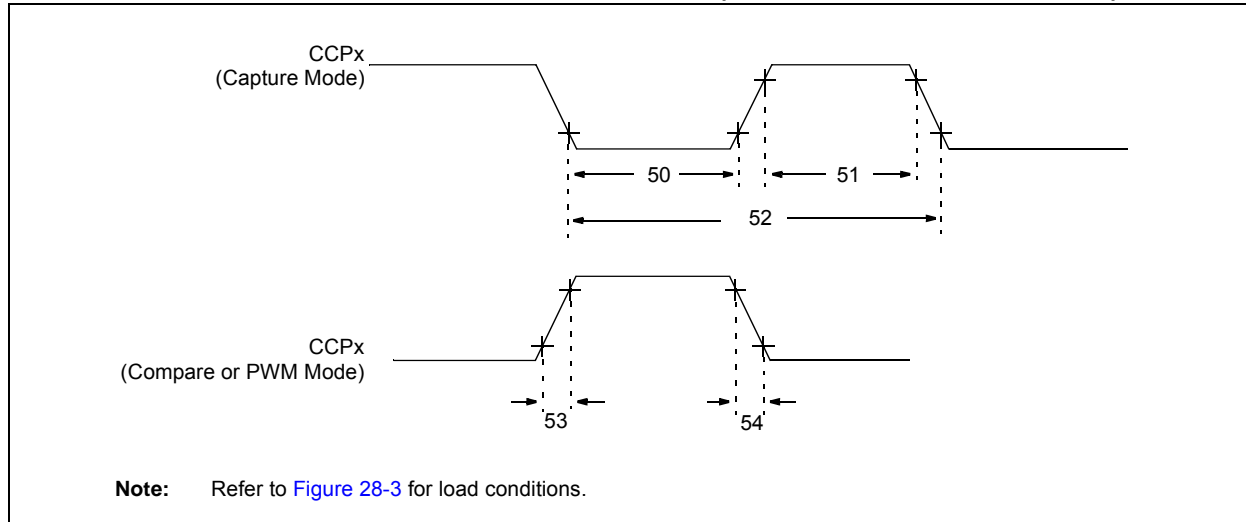 CCPx
(Capture Mode)
50
51
52
CCPx
(Compare or PWM Mode)
53
54
Note: Refer to Figure 28-3 for load conditions.